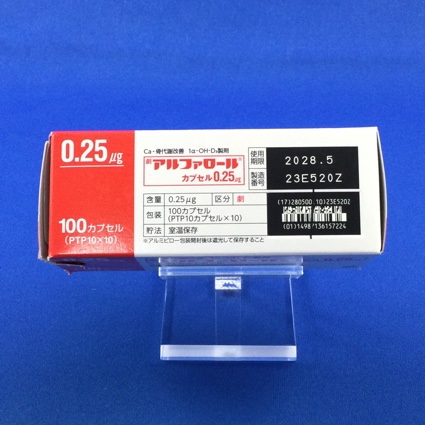 0.25μg
100カプセル
(PTP10×10)
Ca・骨代謝改善 1α-OH-D₃製剤
劇 アルファロール®
カプセル0.25μg
含量 0.25μg 区分 劇
包装 100カプセル
(PTP10カプセル×10)
貯法 室温保存
※アルミピロー包装開封後は遮光して保存すること
使用期限 2028.5
製造番号 23E520Z
(17)280500(10)23E520Z
(01)14987136157224